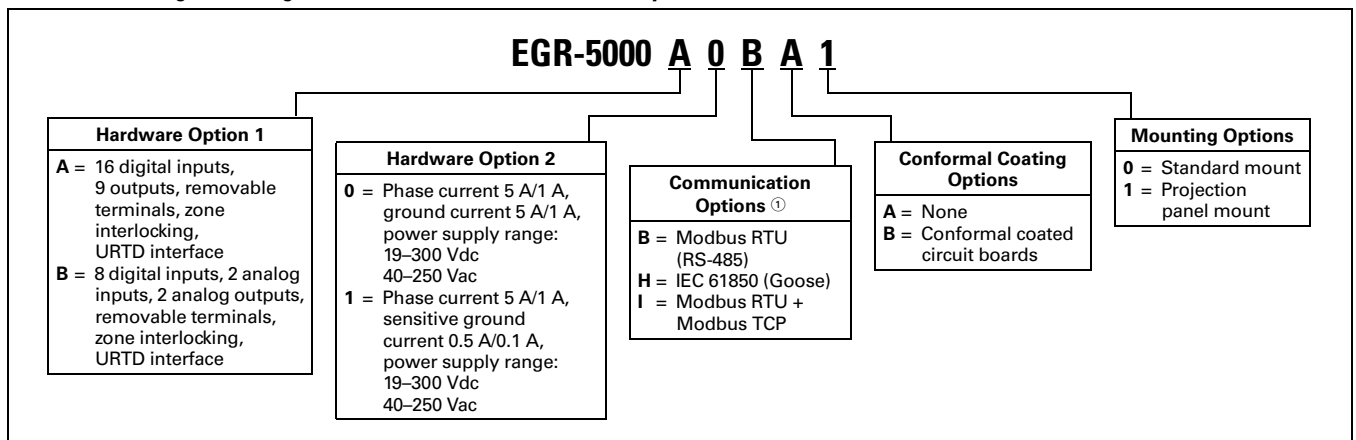 EGR-5000 A 0 B A 1
Hardware Option 1
A = 16 digital inputs,
9 outputs, removable
terminals, zone
interlocking,
URTD interface
B = 8 digital inputs, 2 analog
inputs, 2 analog outputs,
removable terminals,
zone interlocking,
URTD interface
Hardware Option 2
0 = Phase current 5 A/1 A,
ground current 5 A/1 A,
power supply range:
19–300 Vdc
40–250 Vac
1 = Phase current 5 A/1 A,
sensitive ground
current 0.5 A/0.1 A,
power supply range:
19–300 Vdc
40–250 Vac
Communication
Options ①
B = Modbus RTU
(RS-485)
H = IEC 61850 (Goose)
I = Modbus RTU +
Modbus TCP
Conformal Coating
Options
A = None
B = Conformal coated
circuit boards
Mounting Options
0 = Standard mount
1 = Projection
panel mount